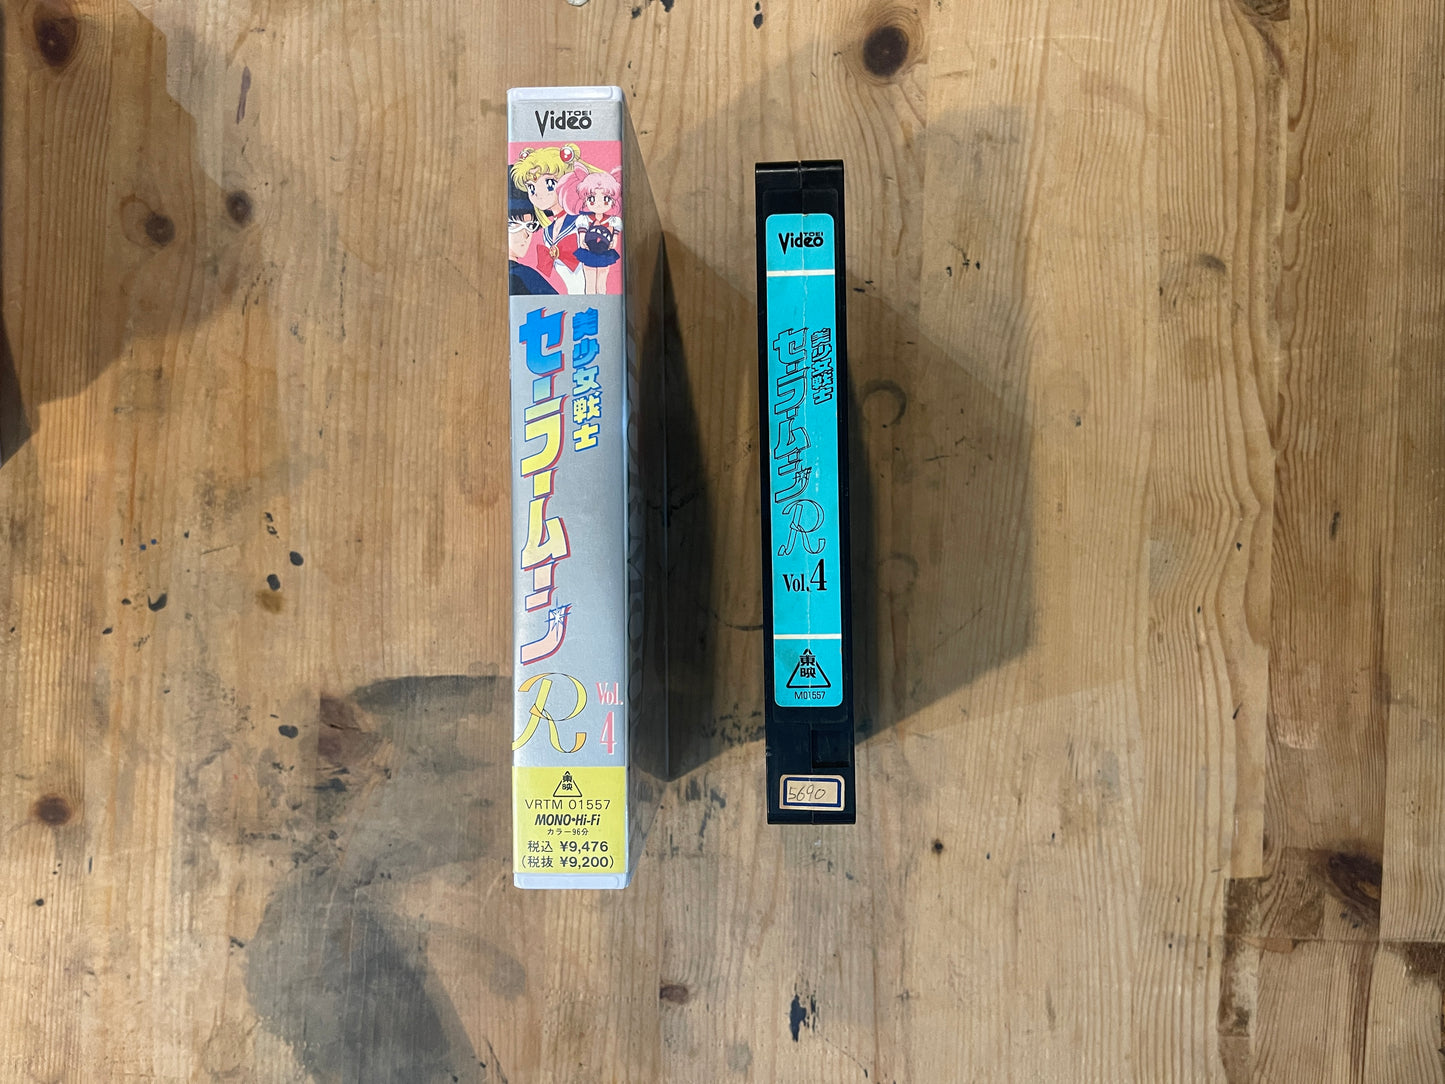 TOEI
Video
美少女戦士
セーラームーン
R
Vol.
4
東映
VRTM 01557
MONO•Hi-Fi
カラー96分
税込 ¥9,476
(税抜 ¥9,200)
TOEI
Video
美少女戦士
セーラームーン
R
Vol.4
東映
M01557
5690